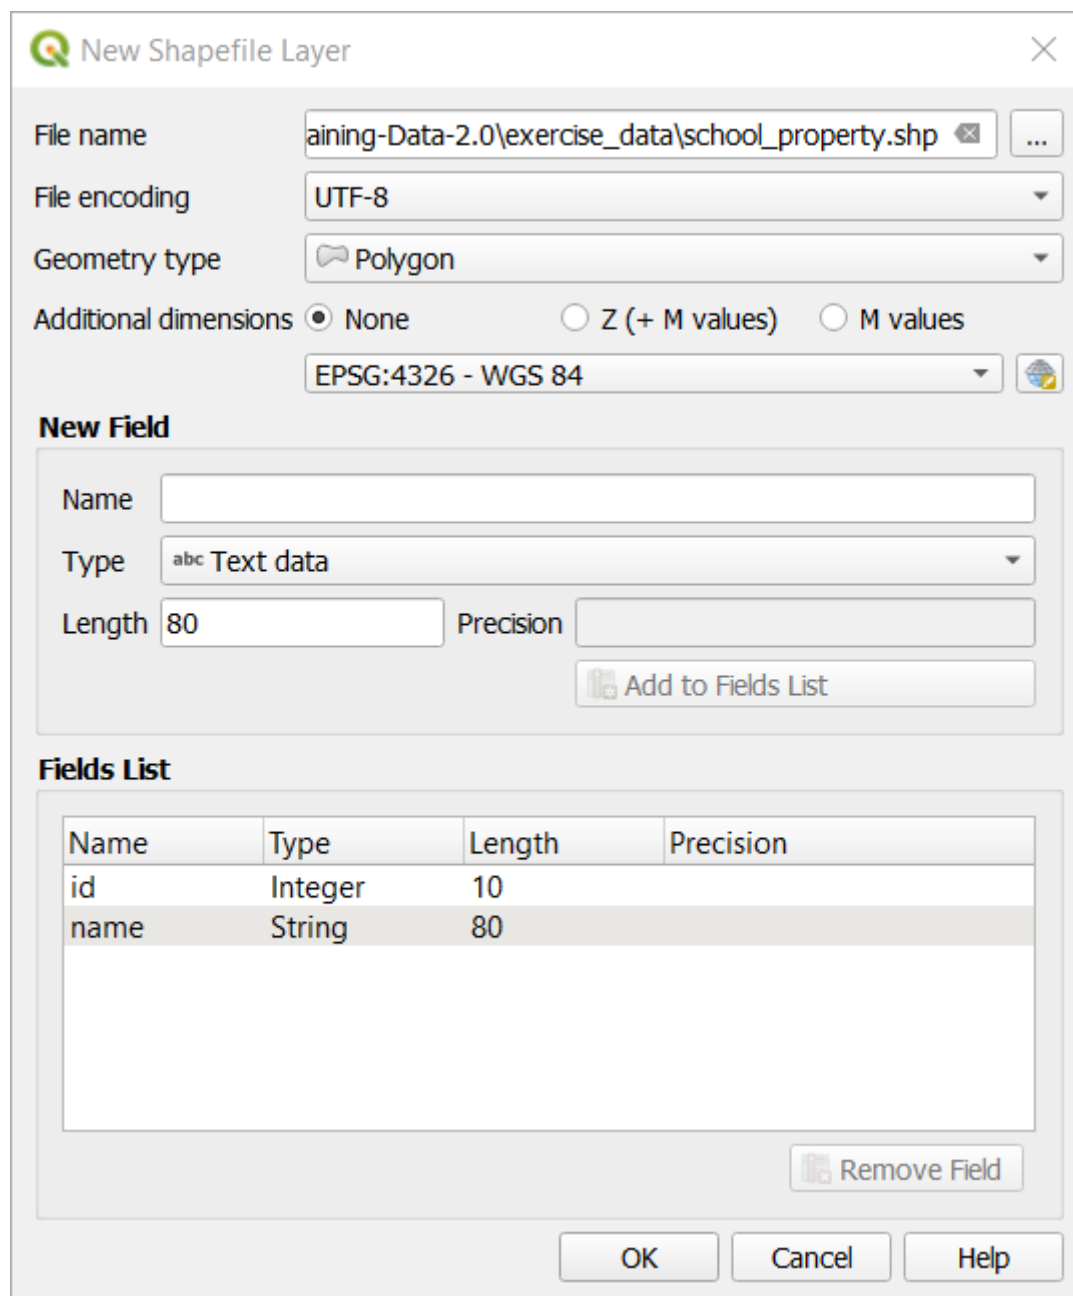 New Shapefile Layer
File name aining-Data-2.0\exercise_data\school_property.shp ...
File encoding UTF-8
Geometry type Polygon
Additional dimensions None Z (+ M values) M values
EPSG:4326 - WGS 84
New Field
Name
Type abc Text data
Length 80 Precision
Add to Fields List
Fields List
Name Type Length Precision
id Integer 10
name String 80
Remove Field
OK Cancel Help